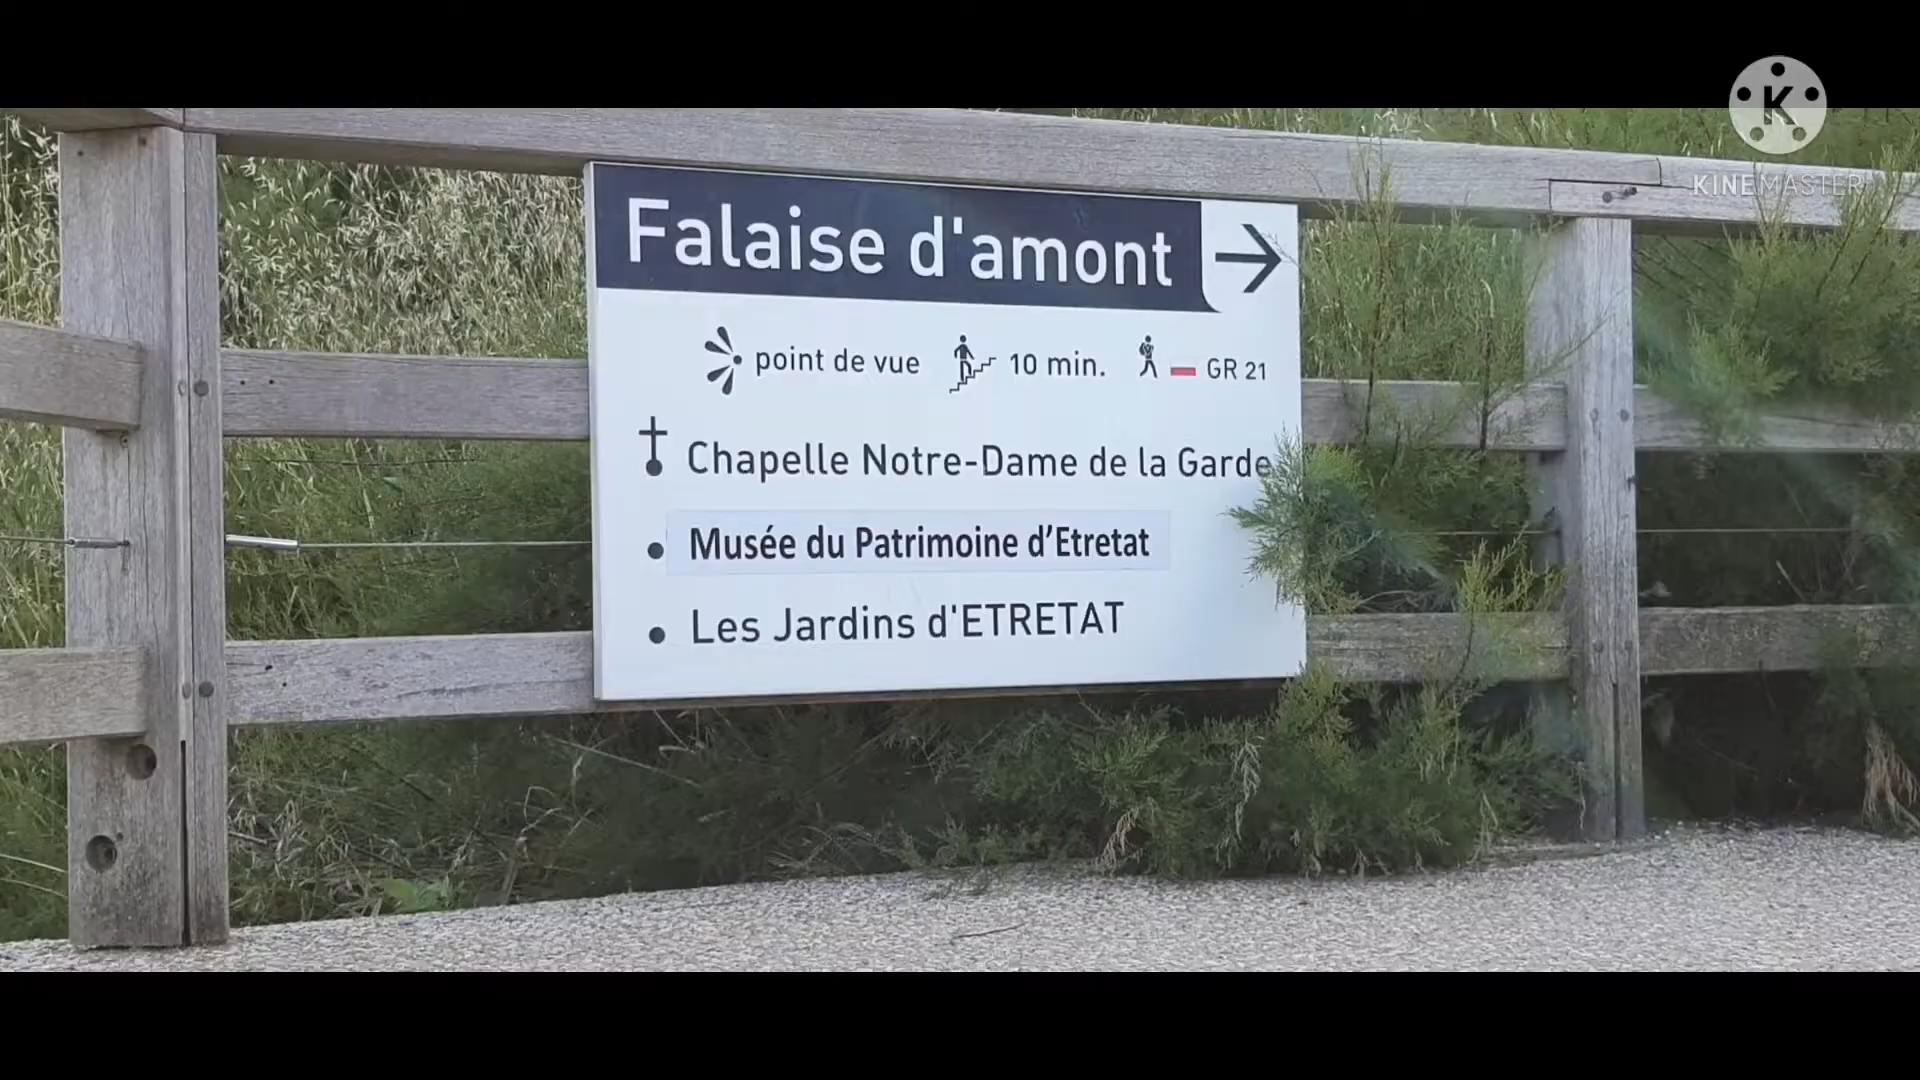 K
KINEMASTER
Falaise d'amont →
point de vue 10 min. GR 21
Chapelle Notre-Dame de la Garde
• Musée du Patrimoine d’Etretat
• Les Jardins d'ETRETAT